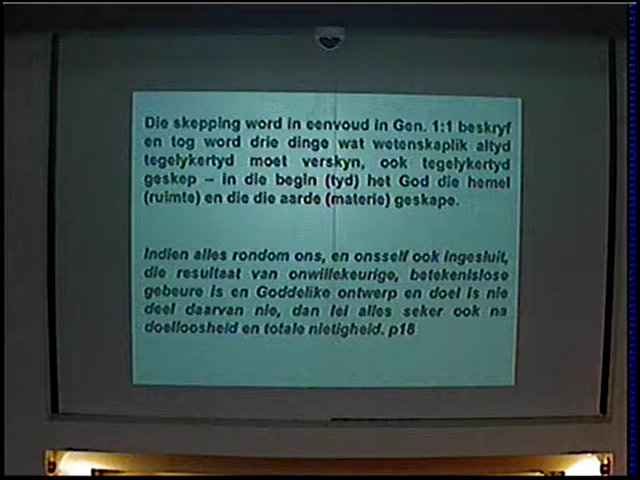 Die skepping word in eenvoud in Gen. 1:1 beskryf
en tog word drie dinge wat wetenskaplik altyd
tegelykertyd moet verskyn, ook tegelykertyd
geskep – in die begin (tyd) het God die hemel
(ruimte) en die die aarde (materie) geskape.
Indien alles rondom ons, en onsself ook ingesluit,
die resultaat van onwillekeurige, betekenislose
gebeure is en Goddelike ontwerp en doel is nie
deel daarvan nie, dan lei alles seker ook na
doelloosheid en totale nietigheid. p18